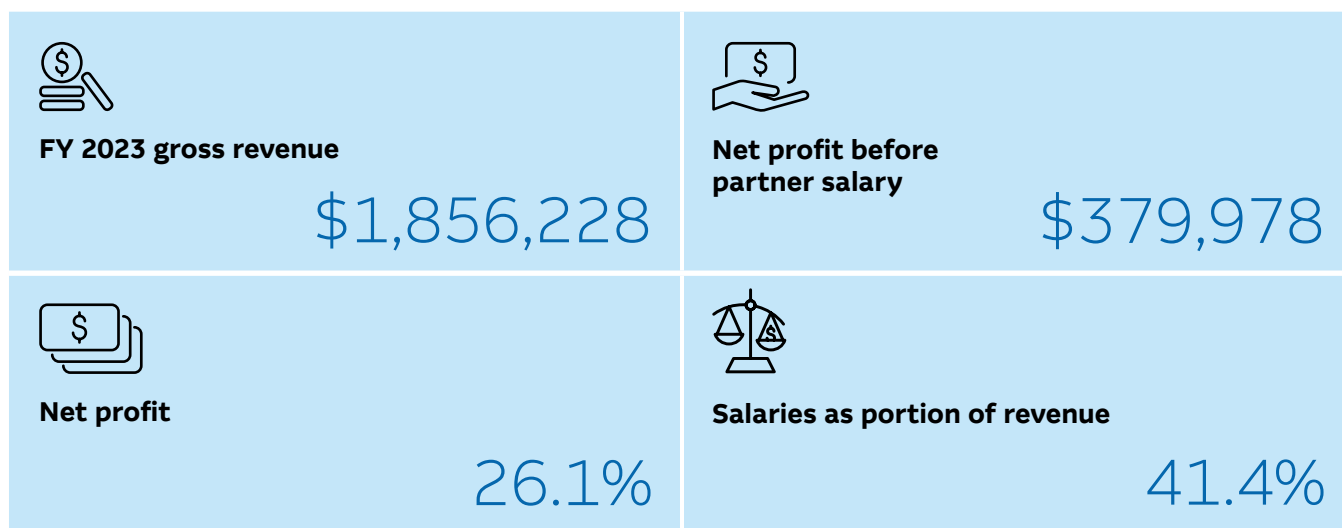 $
FY 2023 gross revenue
$1,856,228
$
Net profit before
partner salary
$379,978
$
Net profit
26.1%
$
Salaries as portion of revenue
41.4%